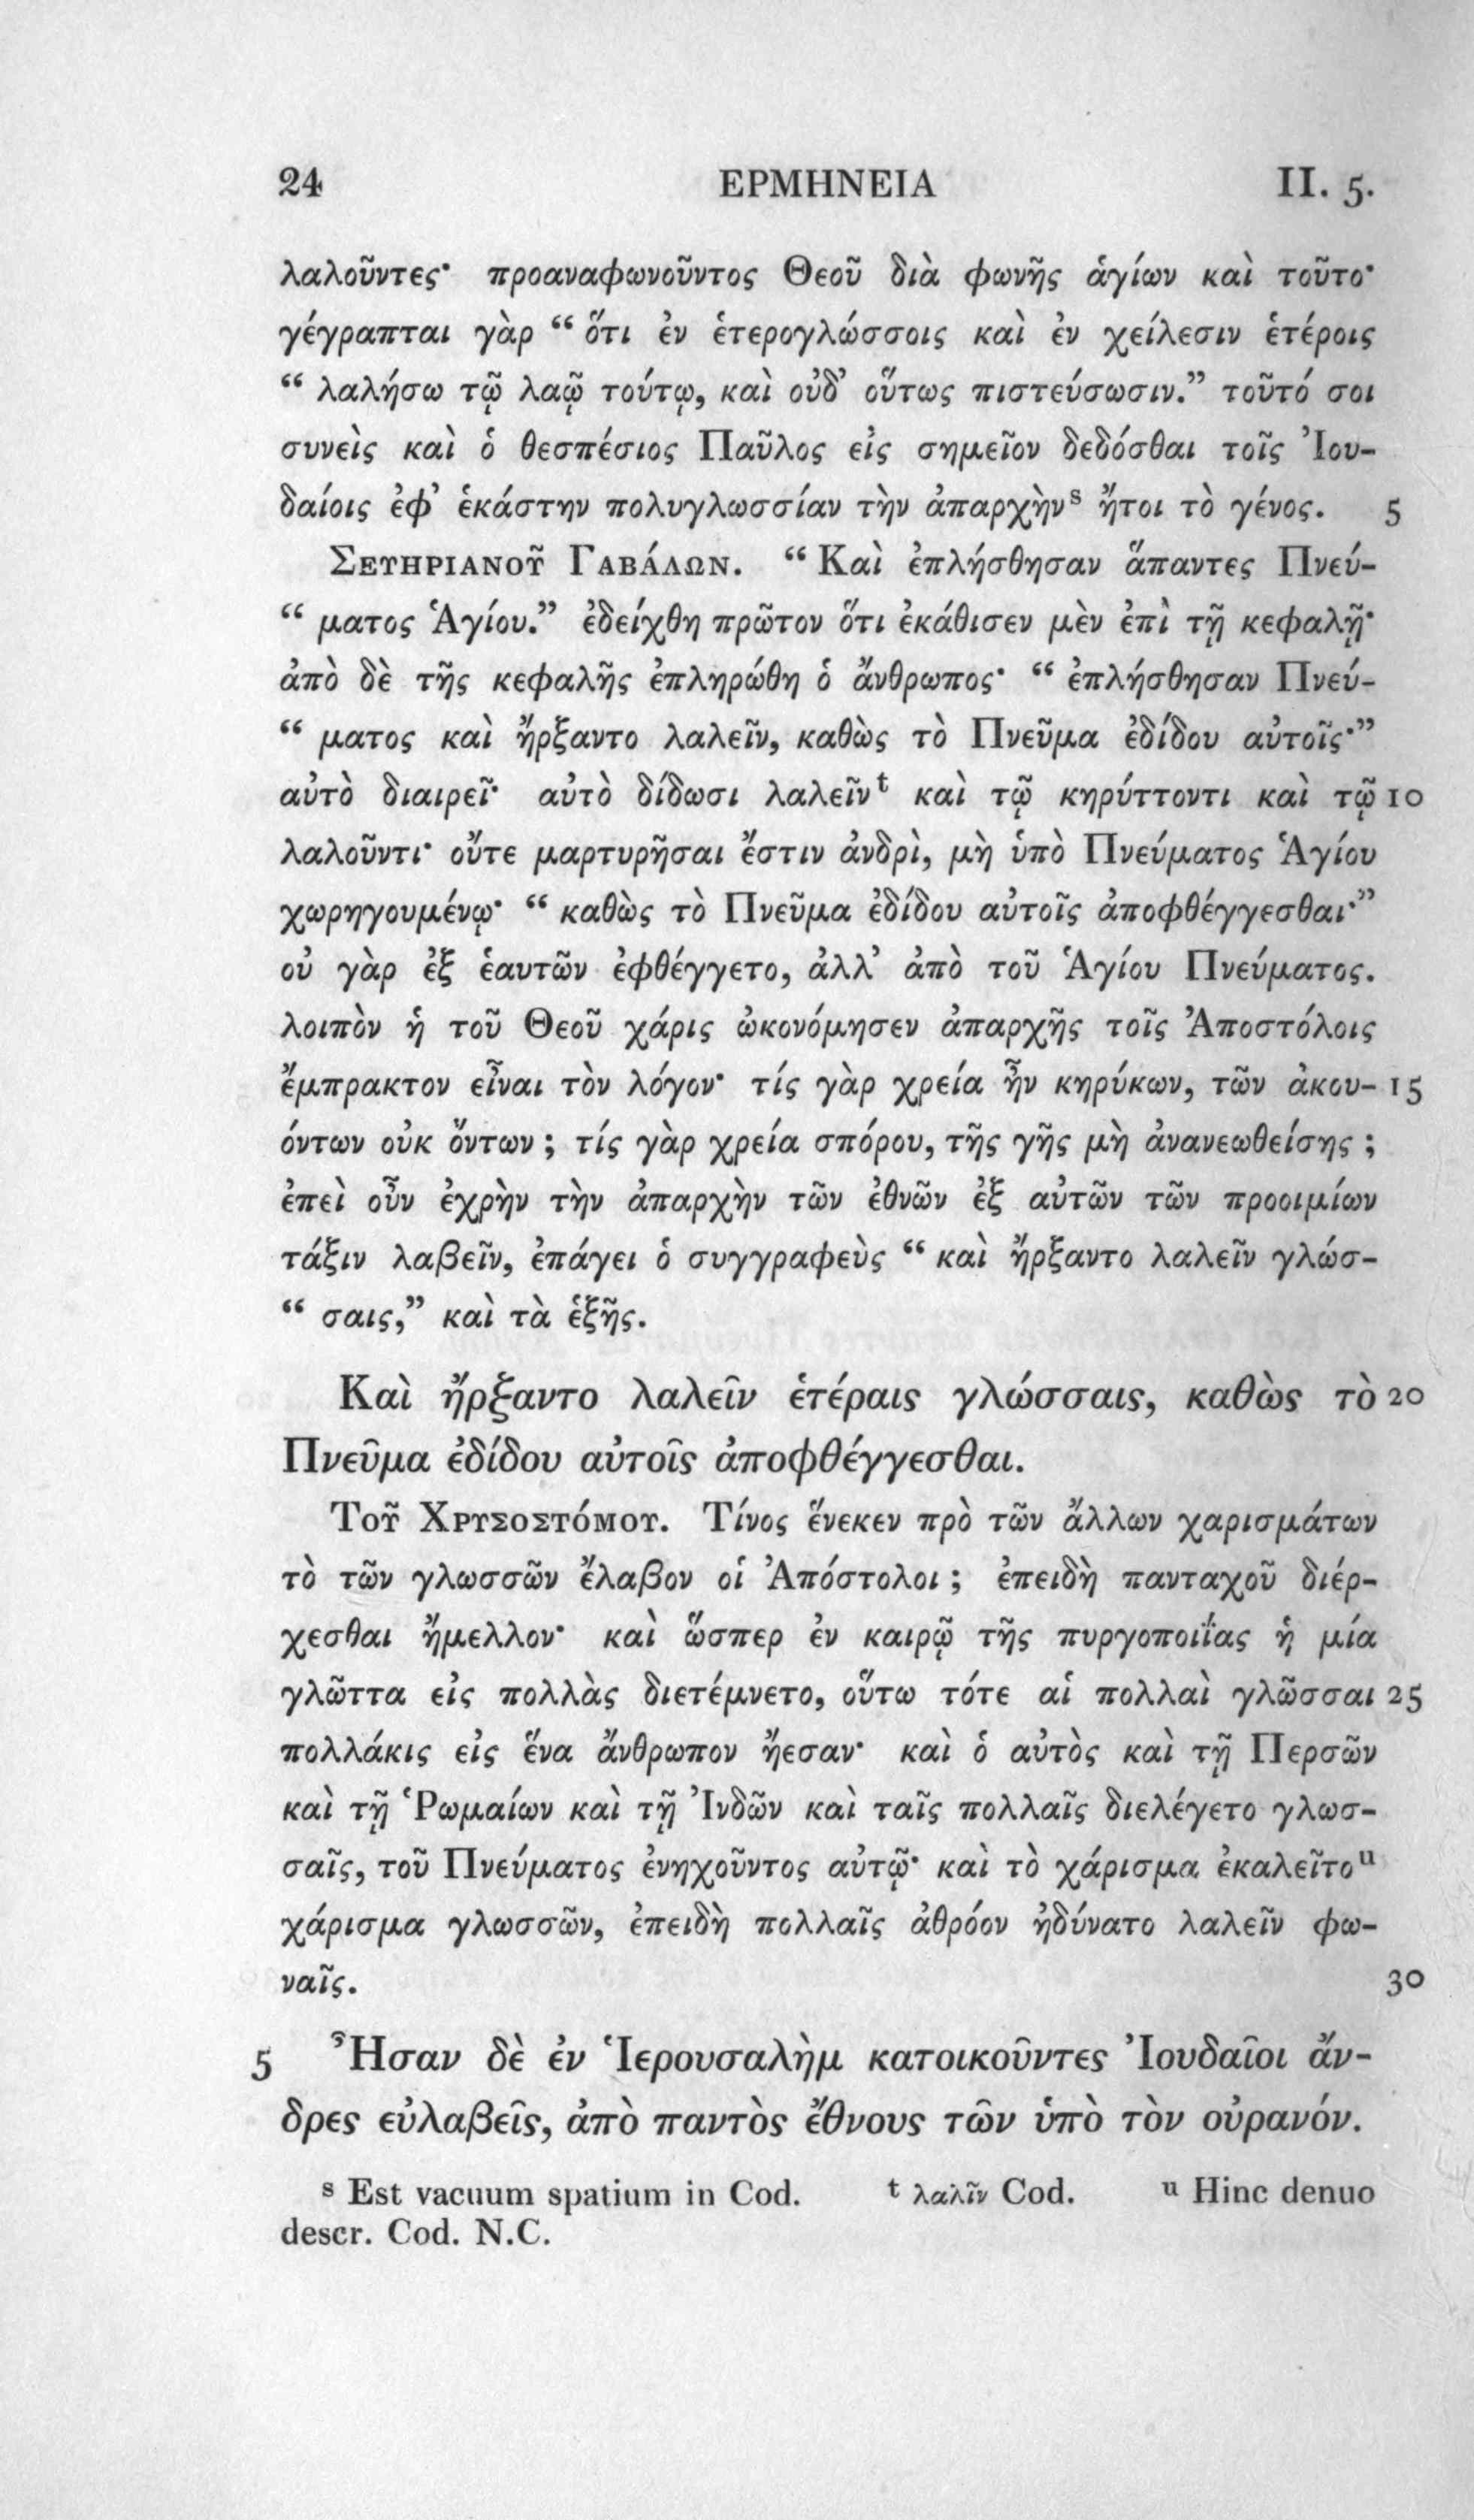 24 ΕΡΜΗΝΕΙΑ II. 5.
λαλοῦντες· προαναφωνοῦντος Θεοῦ διὰ φωνῆς ἁγίων καὶ τοῦτο·
γέγραπται γὰρ “ ὅτι ἐν ἑτερογλώσσοις καὶ ἐν χείλεσιν ἑτέροις
“ λαλήσω τῷ λαῷ τούτῳ, καὶ οὐδ’ οὕτως πιστεύσωσιν.” τοῦτό σοι
συνεὶς καὶ ὁ θεσπέσιος Παῦλος εἰς σημεῖον δεδόσθαι τοῖς Ἰου-
δαίοις ἐφ’ ἑκάστην πολυγλωσσίαν τὴν ἀπαρχὴν s ἤτοι τὸ γένος. 5
Σευηριανοῦ Γαβάλων. “ Καὶ ἐπλήσθησαν ἅπαντες Πνεύ-
“ ματος Ἁγίου.” ἐδείχθη πρῶτον ὅτι ἐκάθισεν μὲν ἐπὶ τῇ κεφαλῇ·
ἀπὸ δὲ τῆς κεφαλῆς ἐπληρώθη ὁ ἄνθρωπος· “ ἐπλήσθησαν Πνεύ-
“ ματος καὶ ἤρξαντο λαλεῖν, καθὼς τὸ Πνεῦμα ἐδίδου αὐτοῖς·”
αὐτὸ διαιρεῖ· αὐτὸ δίδωσι λαλεῖν t καὶ τῷ κηρύττοντι καὶ τῷ 10
λαλοῦντι· οὔτε μαρτυρῆσαι ἔστιν ἀνδρὶ, μὴ ὑπὸ Πνεύματος Ἁγίου
χωρηγουμένῳ· “ καθὼς τὸ Πνεῦμα ἐδίδου αὐτοῖς ἀποφθέγγεσθαι·”
οὐ γὰρ ἐξ ἑαυτῶν ἐφθέγγετο, ἀλλ’ ἀπὸ τοῦ Ἁγίου Πνεύματος.
λοιπὸν ἡ τοῦ Θεοῦ χάρις ὠκονόμησεν ἀπαρχῆς τοῖς Ἀποστόλοις
ἔμπρακτον εἶναι τὸν λόγον· τίς γὰρ χρεία ἦν κηρύκων, τῶν ἀκου- 15
όντων οὐκ ὄντων ; τίς γὰρ χρεία σπόρου, τῆς γῆς μὴ ἀνανεωθείσης ;
ἐπεὶ οὖν ἐχρὴν τὴν ἀπαρχὴν τῶν ἐθνῶν ἐξ αὐτῶν τῶν προοιμίων
τάξιν λαβεῖν, ἐπάγει ὁ συγγραφεὺς “ καὶ ἤρξαντο λαλεῖν γλώσ-
“ σαις,” καὶ τὰ ἑξῆς.
Καὶ ἤρξαντο λαλεῖν ἑτέραις γλώσσαις, καθὼς τὸ 20
Πνεῦμα ἐδίδου αὐτοῖς ἀποφθέγγεσθαι.
Τοῦ Χρυσοστόμου. Τίνος ἕνεκεν πρὸ τῶν ἄλλων χαρισμάτων
τὸ τῶν γλωσσῶν ἔλαβον οἱ Ἀπόστολοι ; ἐπειδὴ πανταχοῦ διέρ-
χεσθαι ἤμελλον· καὶ ὥσπερ ἐν καιρῷ τῆς πυργοποιΐας ἡ μία
γλῶττα εἰς πολλὰς διετέμνετο, οὕτω τότε αἱ πολλαὶ γλῶσσαι 25
πολλάκις εἰς ἕνα ἄνθρωπον ᾔεσαν· καὶ ὁ αὐτὸς καὶ τῇ Περσῶν
καὶ τῇ Ῥωμαίων καὶ τῇ Ἰνδῶν καὶ ταῖς πολλαῖς διελέγετο γλωσ-
σαῖς, τοῦ Πνεύματος ἐνηχοῦντος αὐτῷ· καὶ τὸ χάρισμα ἐκαλεῖτο u
χάρισμα γλωσσῶν, ἐπειδὴ πολλαῖς ἀθρόον ἠδύνατο λαλεῖν φω-
ναῖς. 30
5 Ἦσαν δὲ ἐν Ἱερουσαλὴμ κατοικοῦντες Ἰουδαῖοι ἄν-
δρες εὐλαβεῖς, ἀπὸ παντὸς ἔθνους τῶν ὑπὸ τὸν οὐρανόν.
s Est vacuum spatium in Cod. t λαλῖν Cod. u Hinc denuo
descr. Cod. N.C.